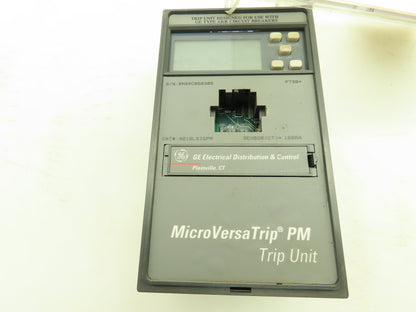 TRIP UNIT DESIGNED FOR USE WITH
GE TYPE AKR CIRCUIT BREAKERS
GE Electrical Distribution & Control
Plainville, CT
MicroVersaTrip® PM
Trip Unit